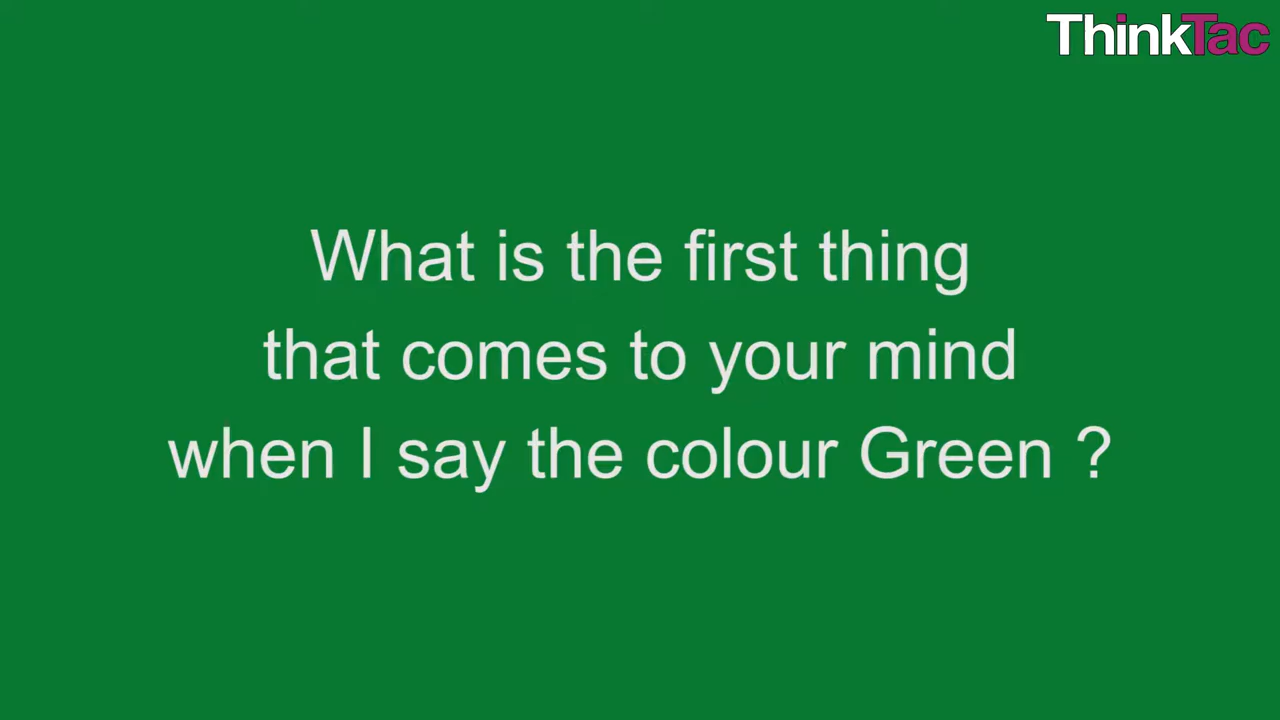 ThinkTac
What is the first thing
that comes to your mind
when I say the colour Green ?